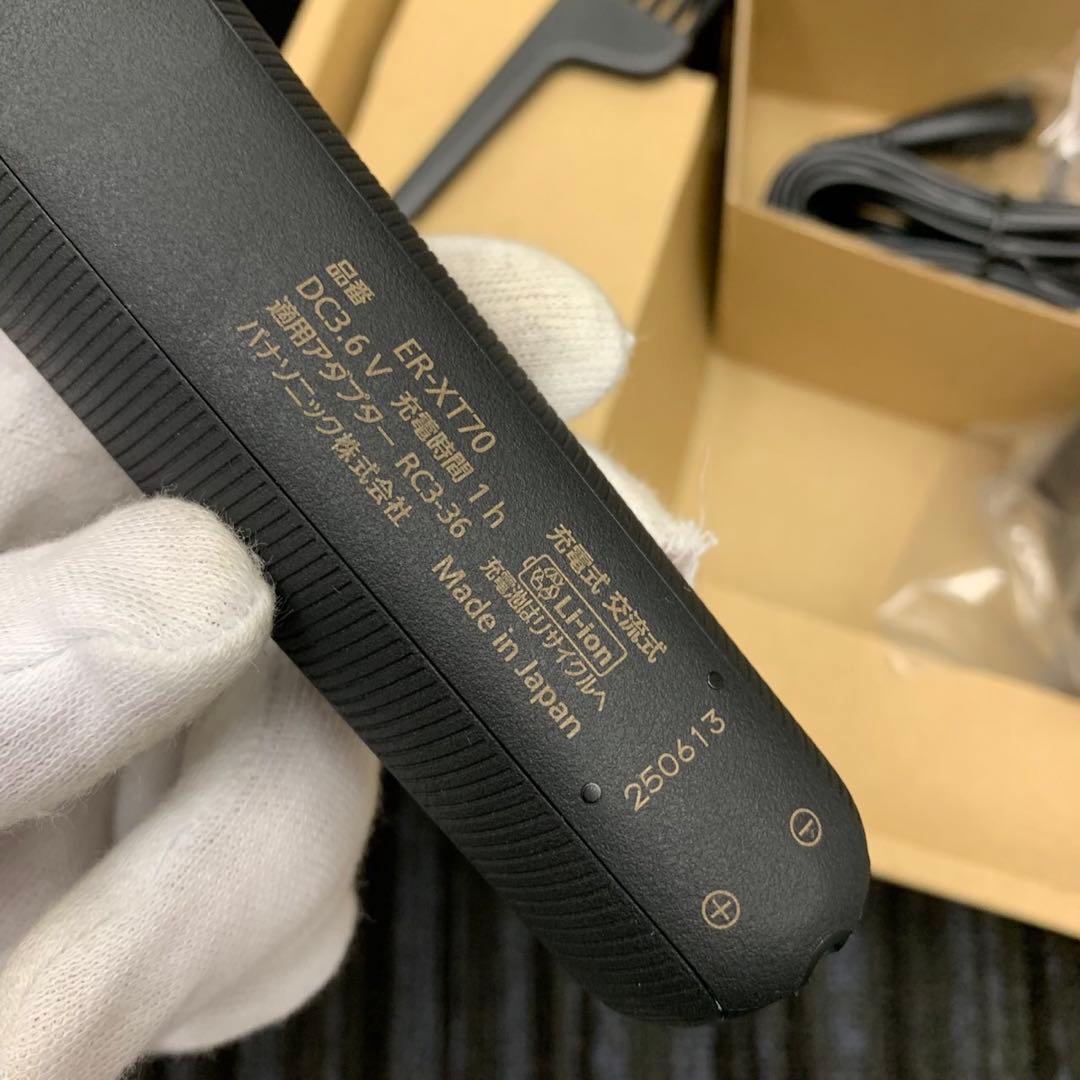 品番 ER-XT70
DC3.6 V 充電時間 1 h
適用アダプター RC3-36
パナソニック株式会社 Made in Japan
充電式 交流式
Li-ion
充電池はリサイクルへ
250613